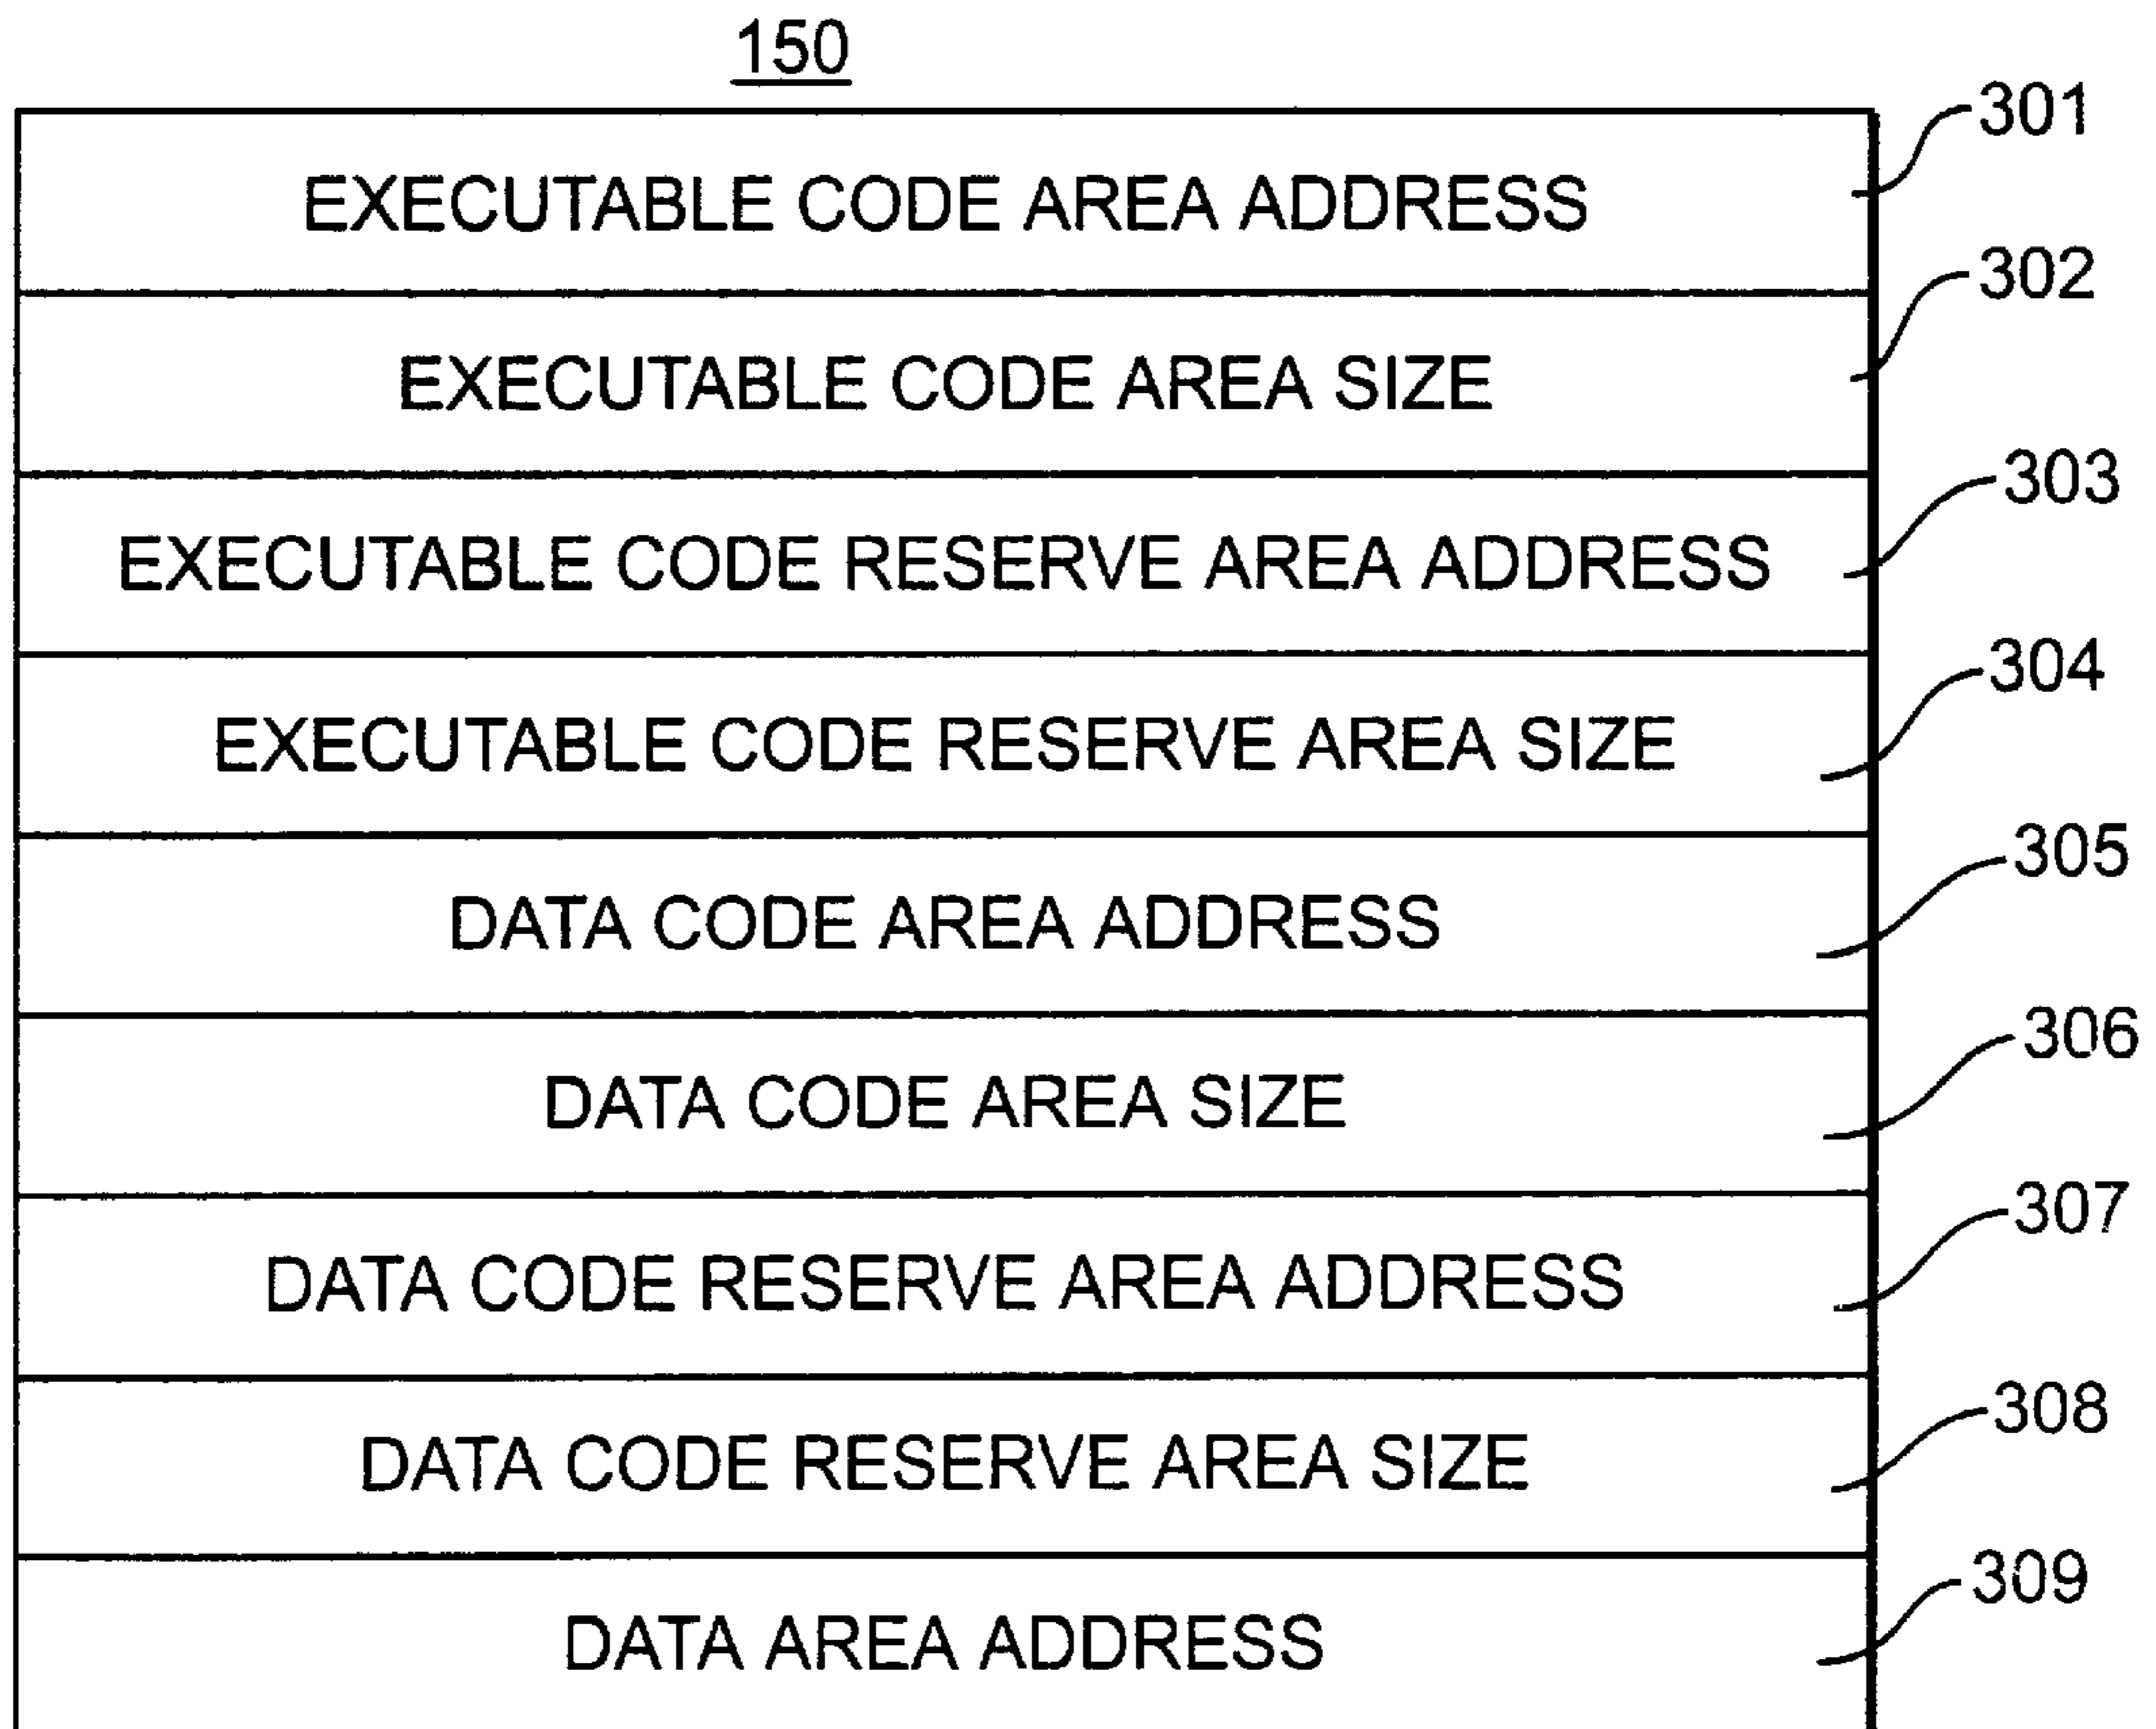 150
EXECUTABLE CODE AREA ADDRESS
301
EXECUTABLE CODE AREA SIZE
302
EXECUTABLE CODE RESERVE AREA ADDRESS
303
EXECUTABLE CODE RESERVE AREA SIZE
304
DATA CODE AREA ADDRESS
305
DATA CODE AREA SIZE
306
DATA CODE RESERVE AREA ADDRESS
307
DATA CODE RESERVE AREA SIZE
308
DATA AREA ADDRESS
309